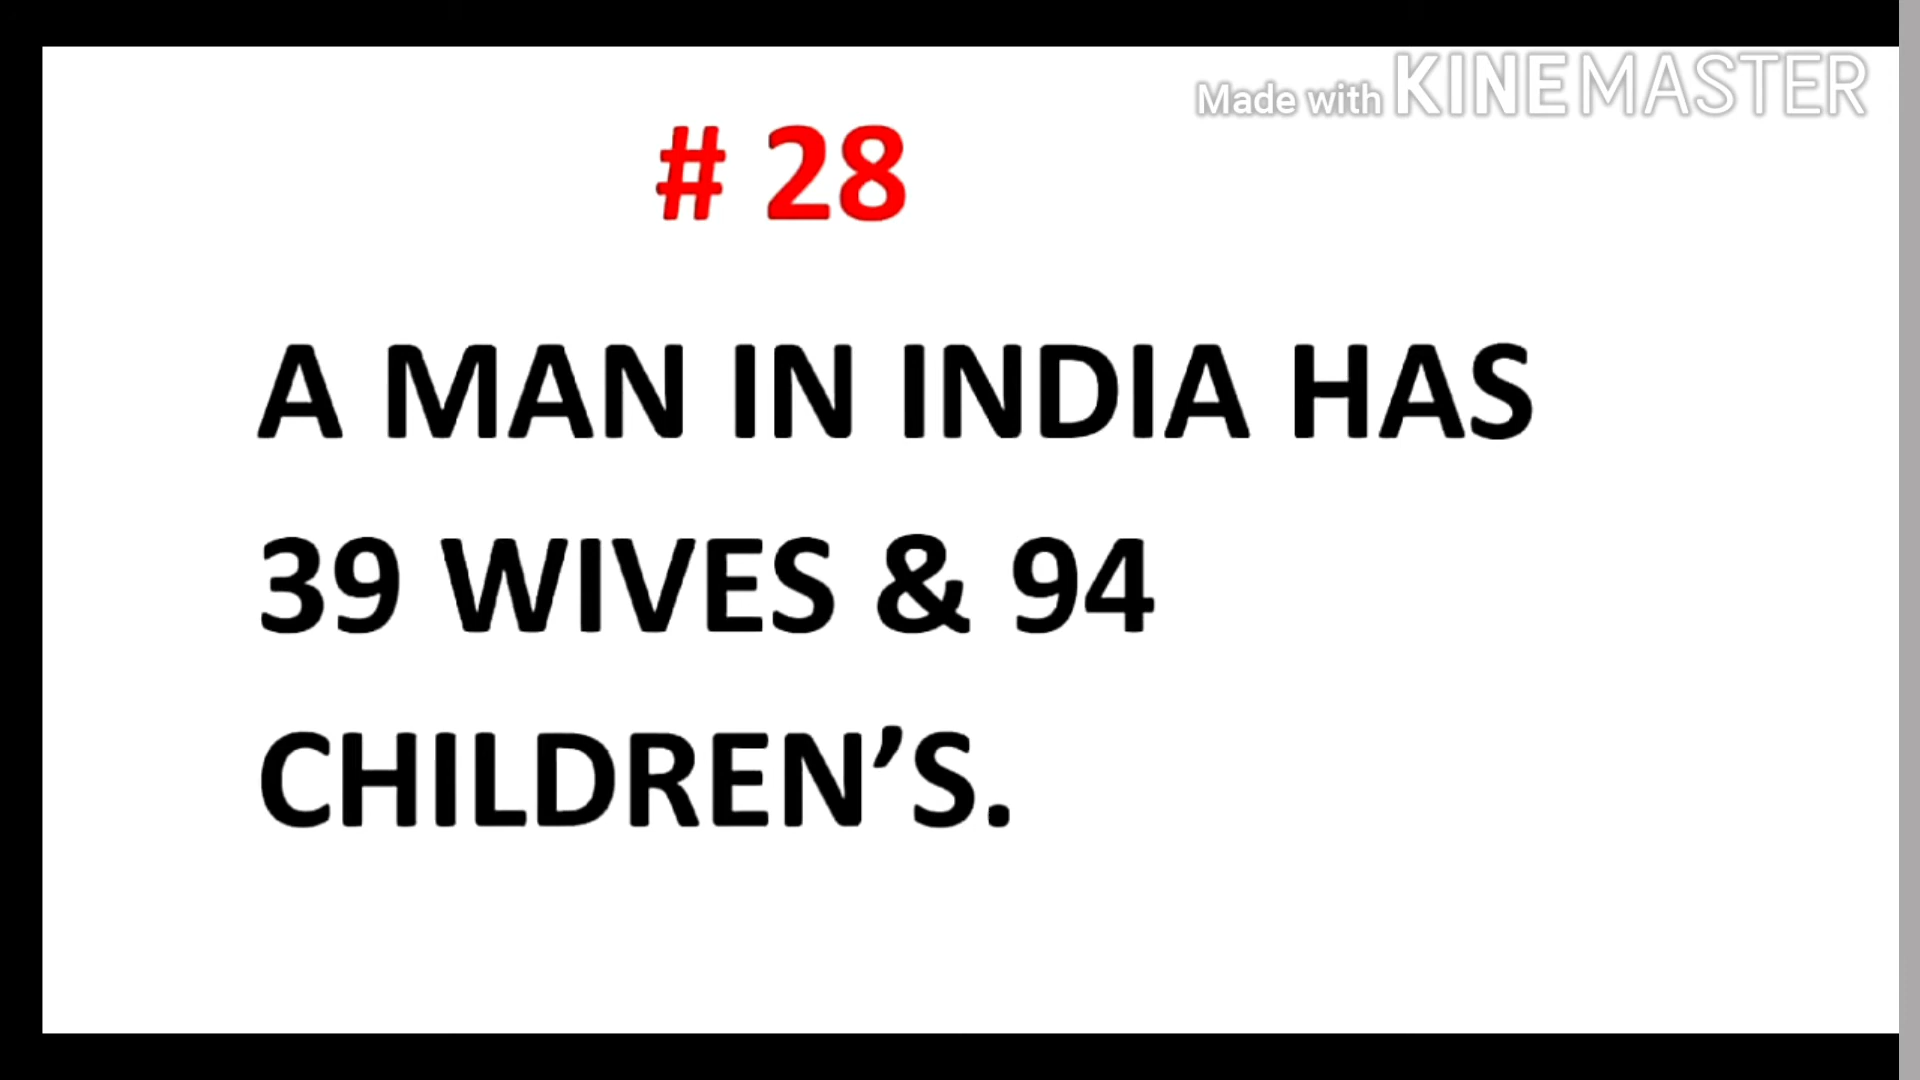 Made with KINEMASTER
# 28
A MAN IN INDIA HAS
39 WIVES & 94
CHILDREN’S.